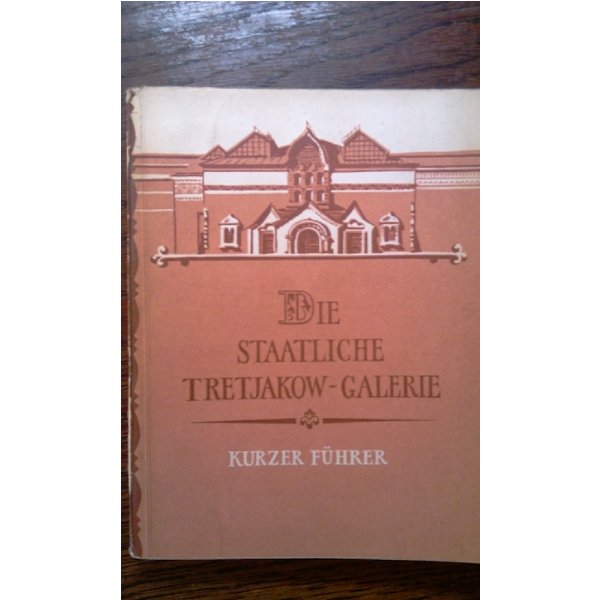 DIE
STAATLICHE
TRETJAKOW-GALERIE
KURZER FÜHRER